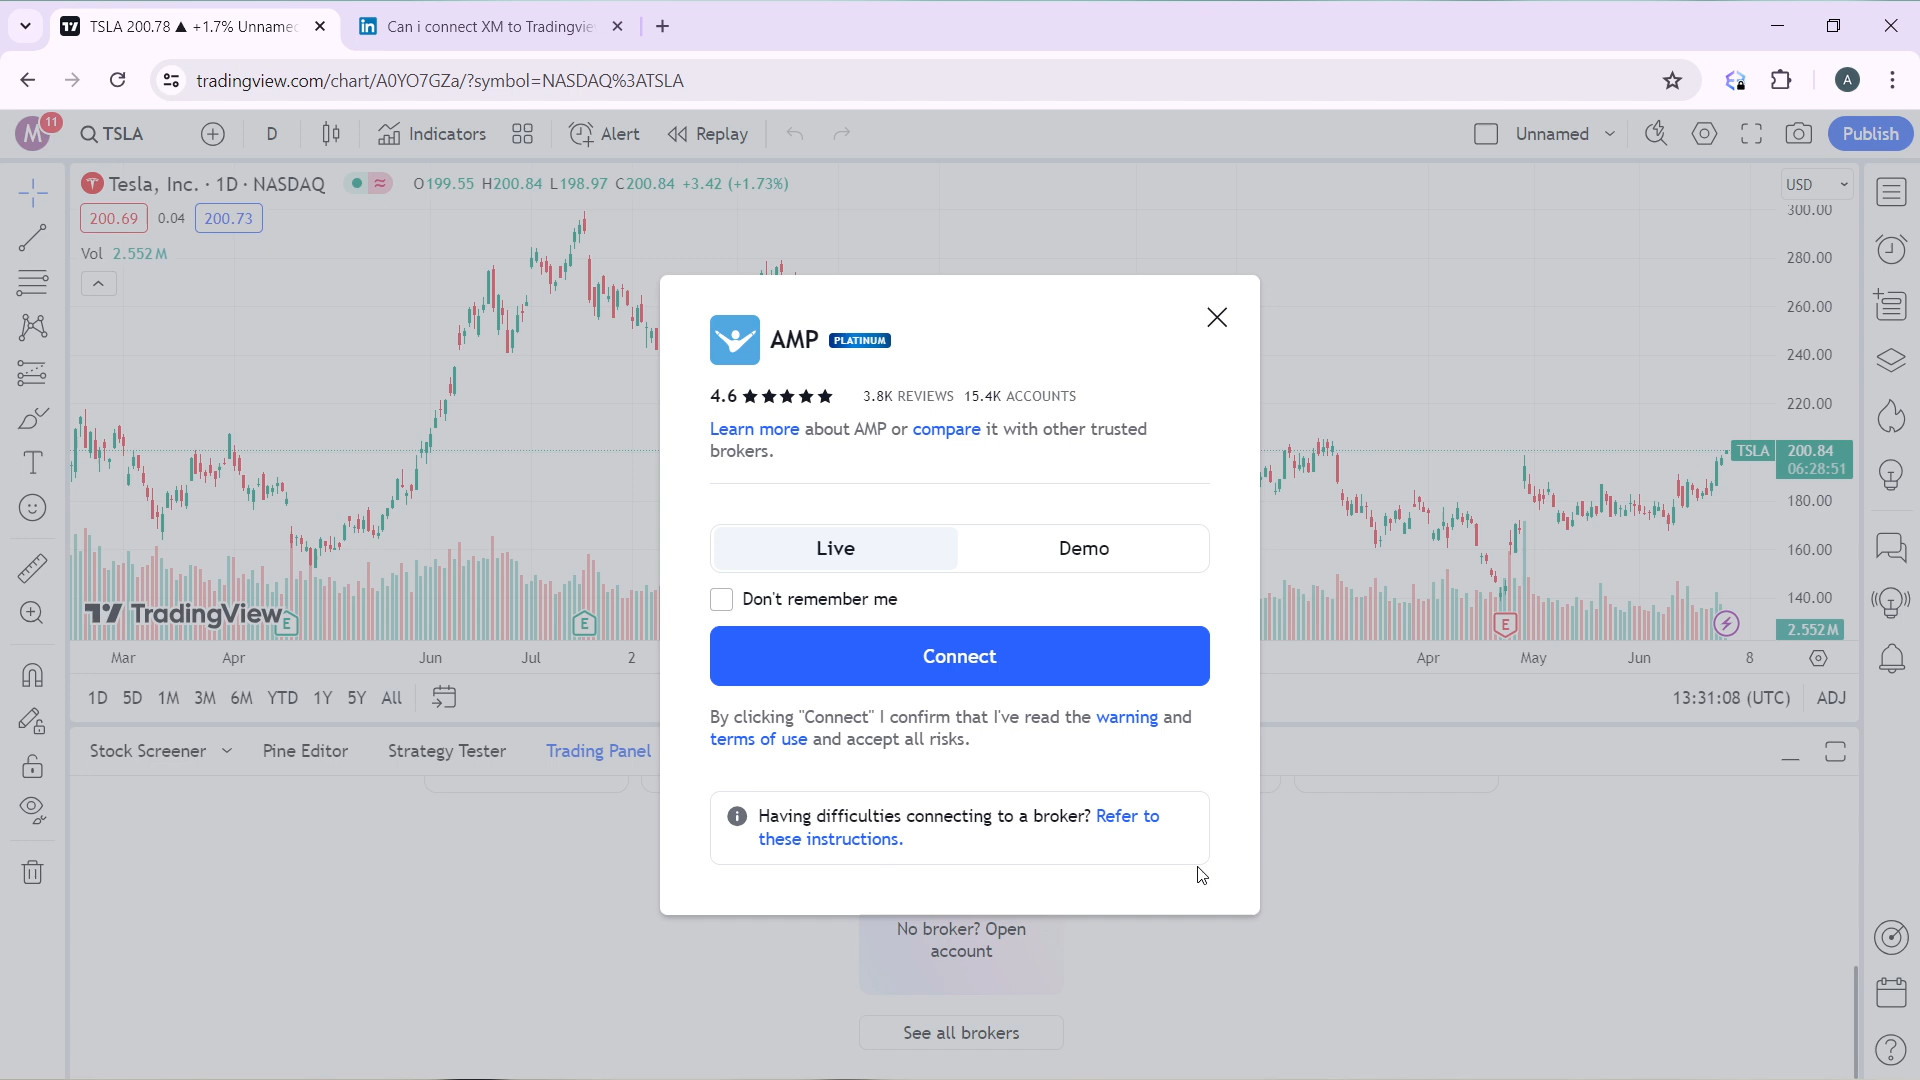 TSLA 200.78 ▲ +1.7% Unnamed
Can i connect XM to Tradingvie
tradingview.com/chart/A0YO7GZa/?symbol=NASDAQ%3ATSLA
A
M
11
TSLA
D
Indicators
Alert
Replay
Unnamed
Publish
Tesla, Inc. · 1D · NASDAQ
O199.55 H200.84 L198.97 C200.84 +3.42 (+1.73%)
200.69 0.04 200.73
Vol 2.552M
USD
300.00
280.00
260.00
240.00
220.00
TSLA 200.84
06:28:51
180.00
160.00
140.00
2.552M
TradingView
E
E
E
Mar
Apr
Jun
Jul
2
Apr
May
Jun
8
1D 5D 1M 3M 6M YTD 1Y 5Y All
13:31:08 (UTC)
ADJ
Stock Screener
Pine Editor
Strategy Tester
Trading Panel
AMP PLATINUM
4.6 ★★★★★ 3.8K REVIEWS 15.4K ACCOUNTS
Learn more about AMP or compare it with other trusted
brokers.
Live
Demo
Don't remember me
Connect
By clicking "Connect" I confirm that I've read the warning and
terms of use and accept all risks.
Having difficulties connecting to a broker? Refer to
these instructions.
No broker? Open
account
See all brokers